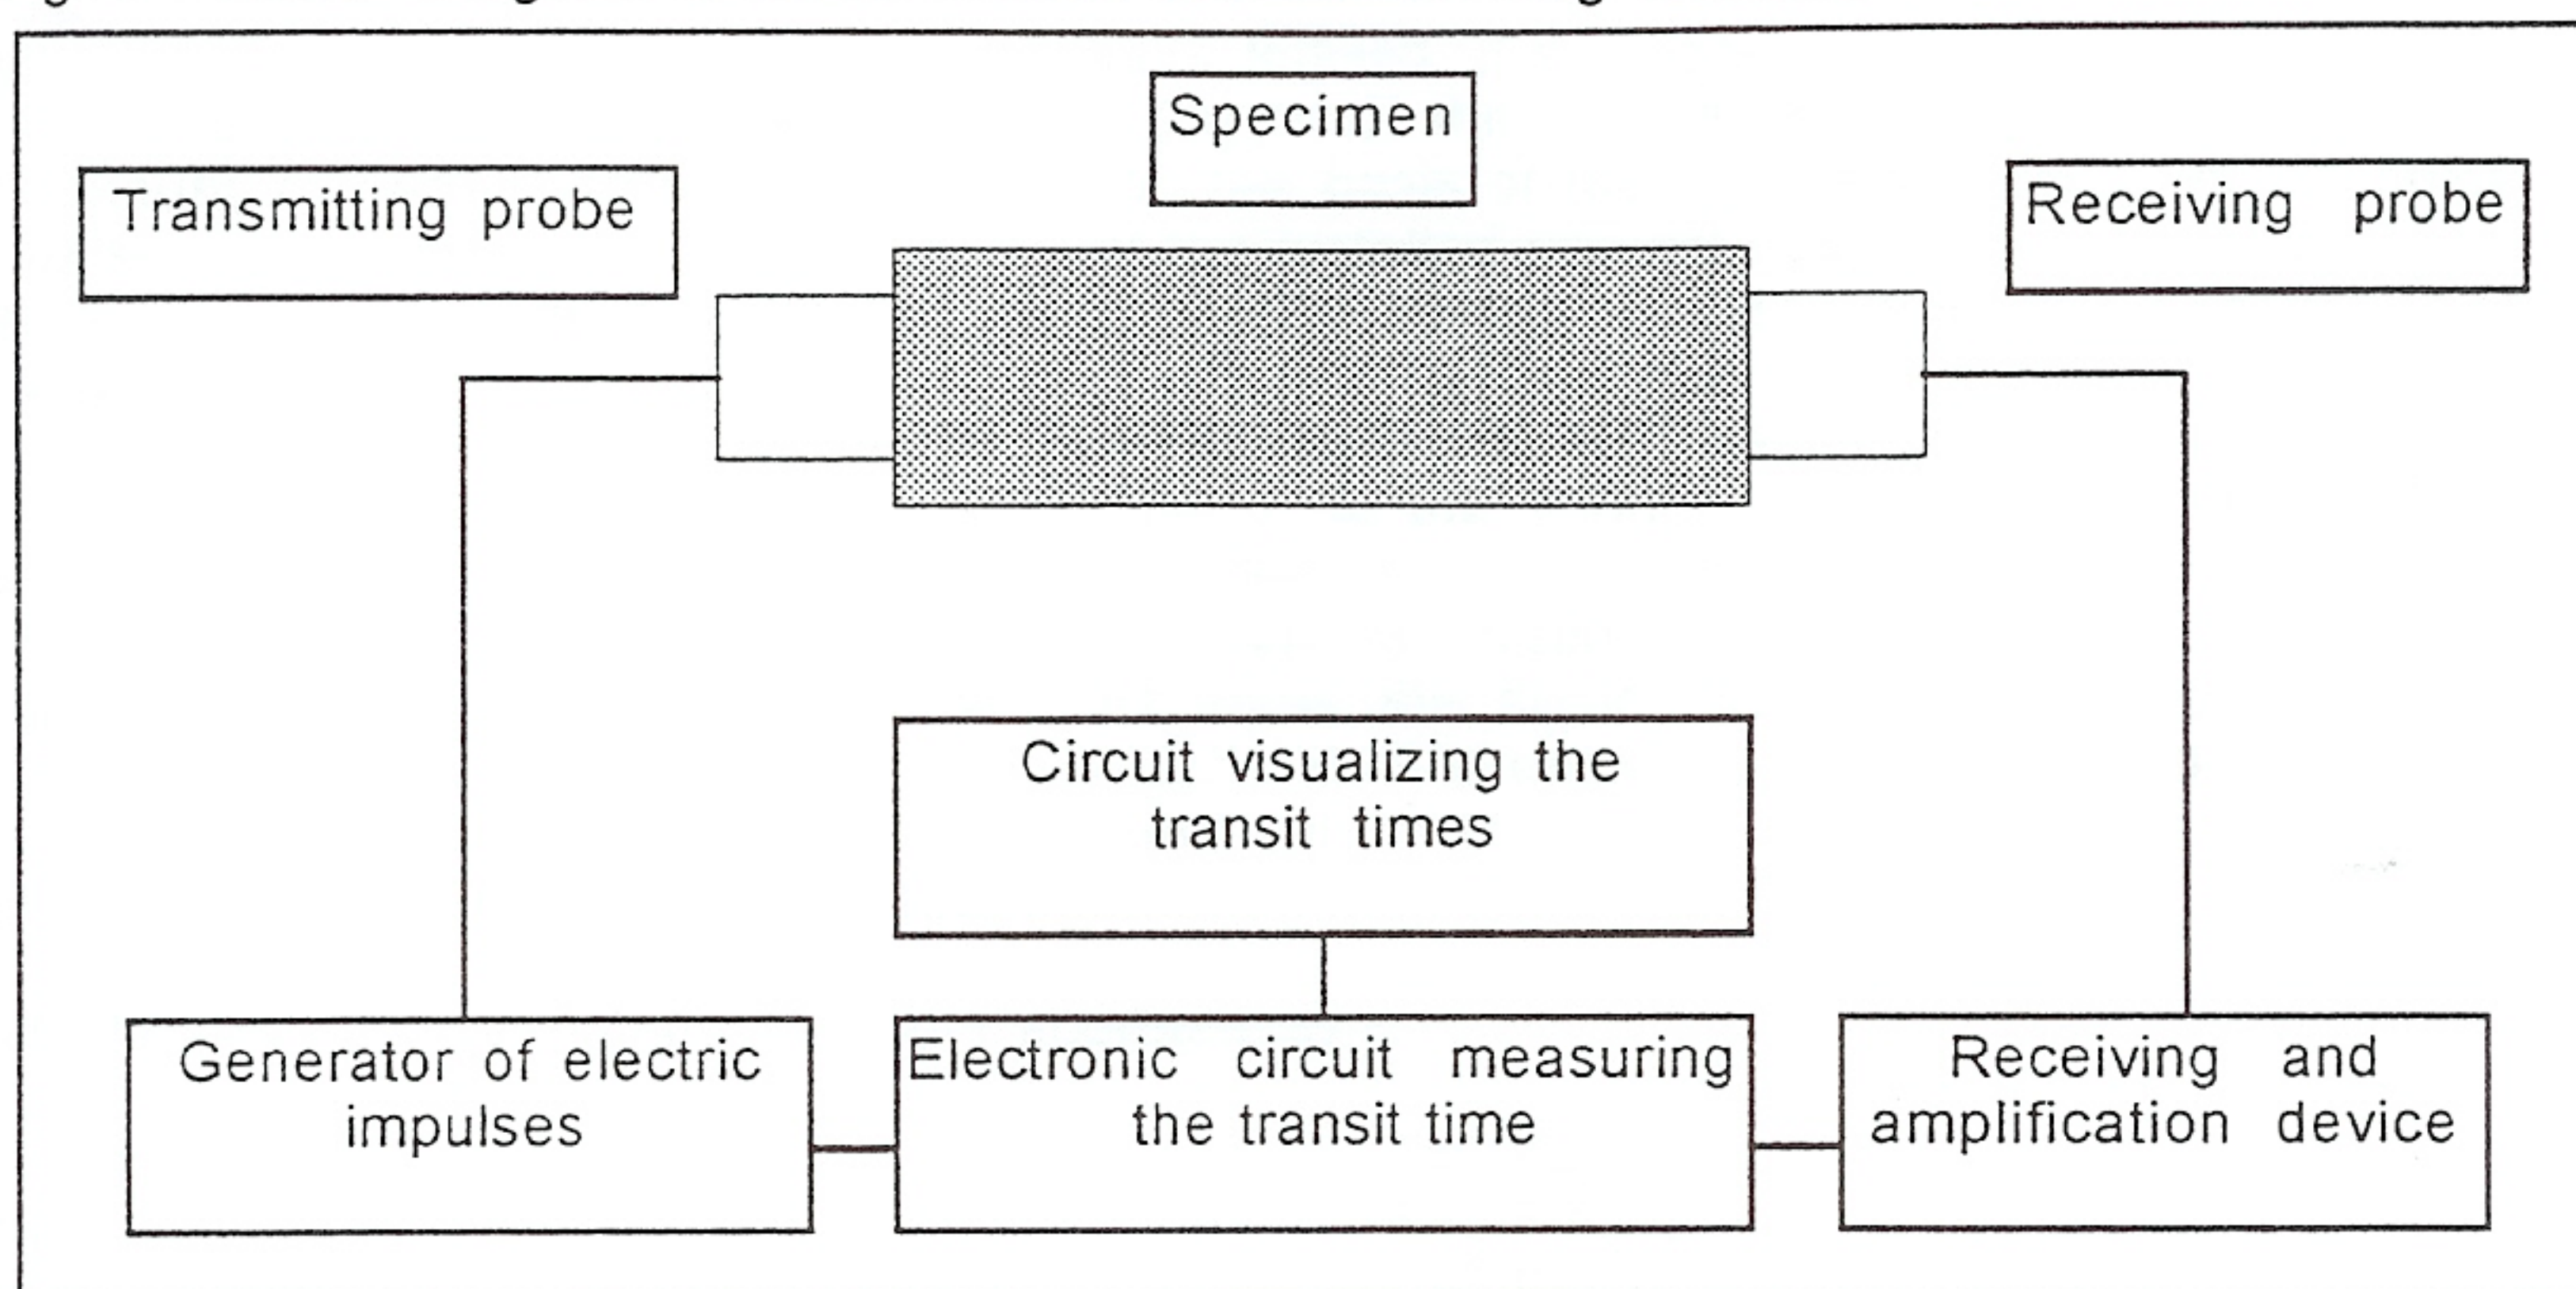 Specimen
Transmitting probe
Receiving probe
Circuit visualizing the
transit times
Generator of electric
impulses
Electronic circuit measuring
the transit time
Receiving and
amplification device